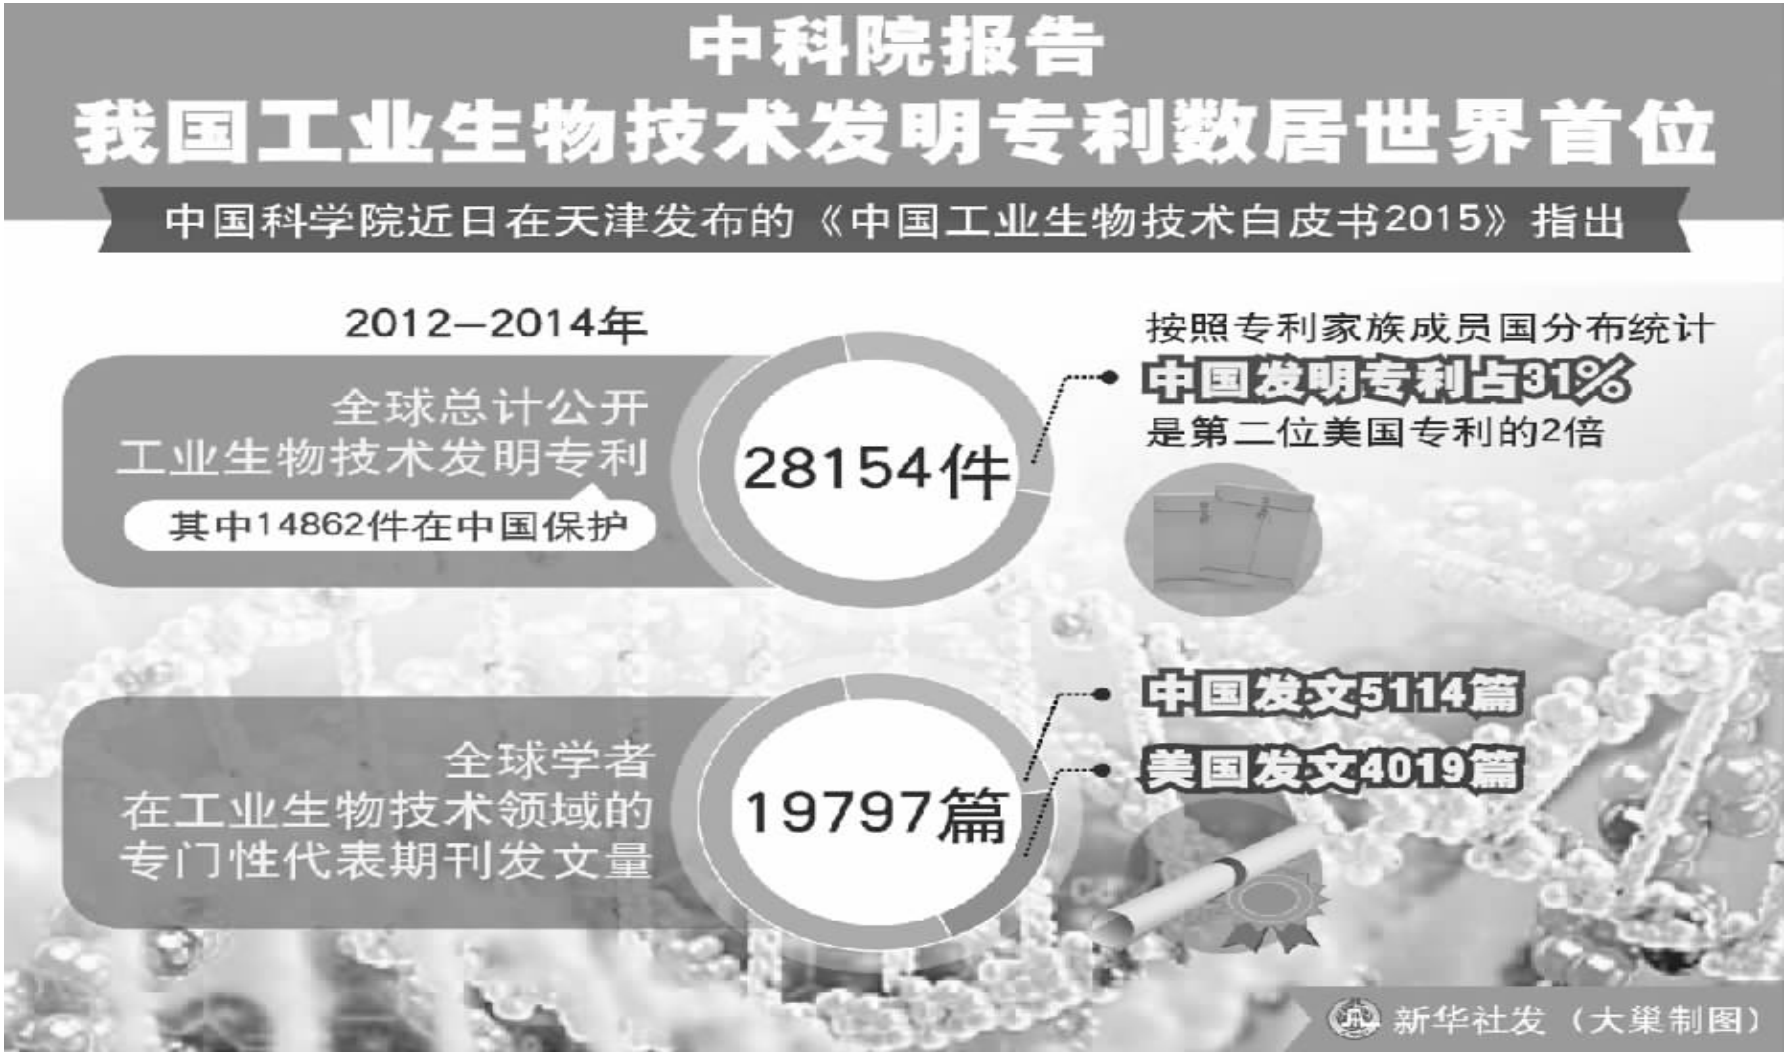 中科院报告
我国工业生物技术发明专利数居世界首位
中国科学院近日在天津发布的《中国工业生物技术白皮书2015》指出
2012—2014年
全球总计公开
工业生物技术发明专利
其中14862件在中国保护
28154件
按照专利家族成员国分布统计
中国发明专利占31%
是第二位美国专利的2倍
全球学者
在工业生物技术领域的
专门性代表期刊发文量
19797篇
中国发文5114篇
美国发文4019篇
新华社发（大巢制图）